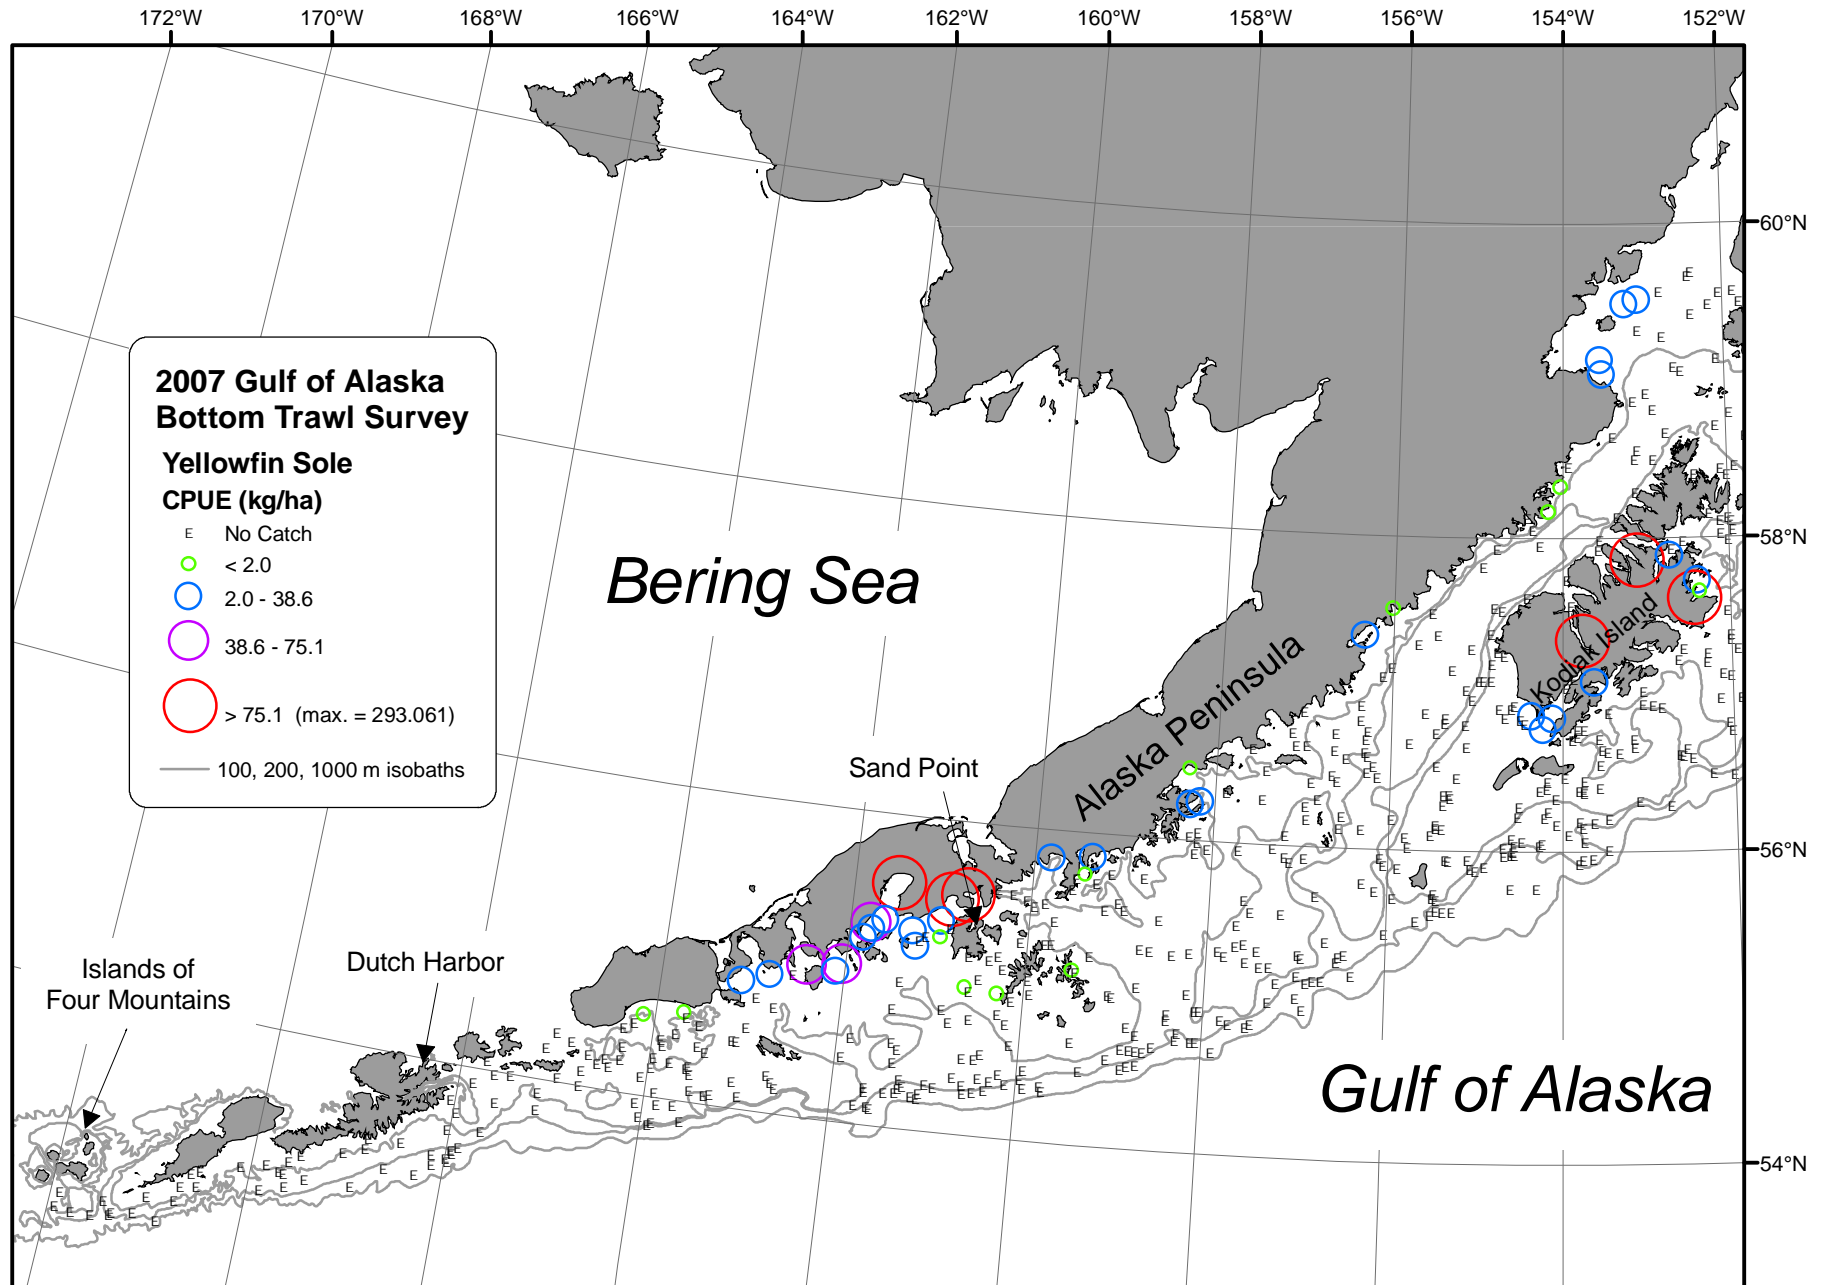 172°W 170°W 168°W 166°W 164°W 162°W 160°W 158°W 156°W 154°W 152°W
60°N
2007 Gulf of Alaska
Bottom Trawl Survey
Yellowfin Sole
CPUE (kg/ha)
E No Catch
< 2.0
2.0 - 38.6
38.6 - 75.1
> 75.1 (max. = 293.061)
100, 200, 1000 m isobaths
Bering Sea
58°N
Kodiak Island
Alaska Peninsula
Sand Point
56°N
Islands of
Four Mountains
Dutch Harbor
Gulf of Alaska
54°N